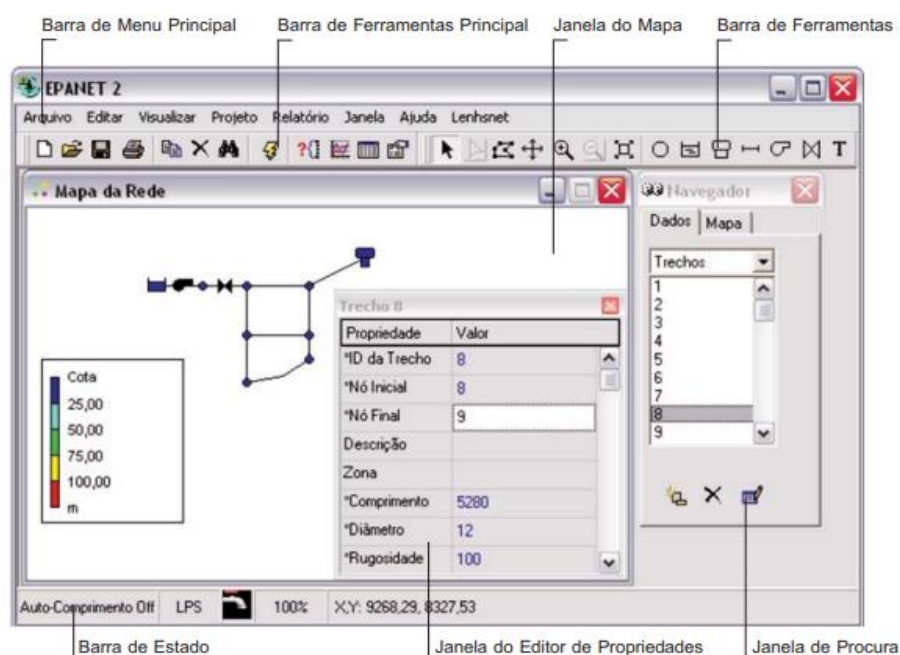 Barra de Menu Principal Barra de Ferramentas Principal Janela do Mapa Barra de Ferramentas
EPANET 2
Arquivo Editar Visualizar Projeto Relatório Janela Ajuda Lenhsnet
T
Mapa da Rede
Navegador
Dados Mapa
Trechos
1
2
3
4
5
6
7
8
9
Trecho 8
Propriedade Valor
*ID da Trecho 8
*Nó Inicial 8
*Nó Final 9
Descrição
Zona
*Comprimento 5280
*Diâmetro 12
*Rugosidade 100
Cota
25,00
50,00
75,00
100,00
m
Auto-Comprimento Off LPS 100% X,Y: 9268,29, 8327,53
Barra de Estado Janela do Editor de Propriedades Janela de Procura